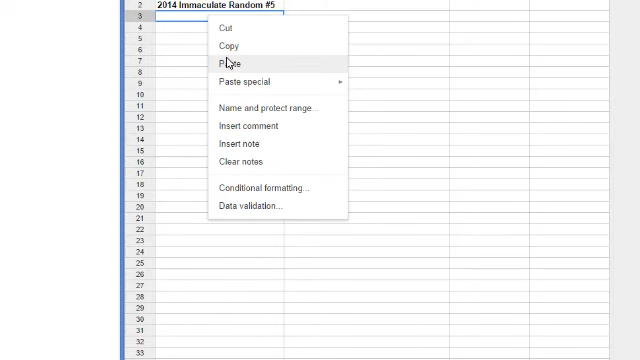 2
2014 Immaculate Random #5
3
4
Cut
5
6
Copy
7
Paste
8
9
Paste special
10
11
Name and protect range...
12
13
Insert comment
14
Insert note
15
16
Clear notes
17
18
Conditional formatting...
19
20
Data validation...
21
22
23
24
25
26
27
28
29
30
31
32
33